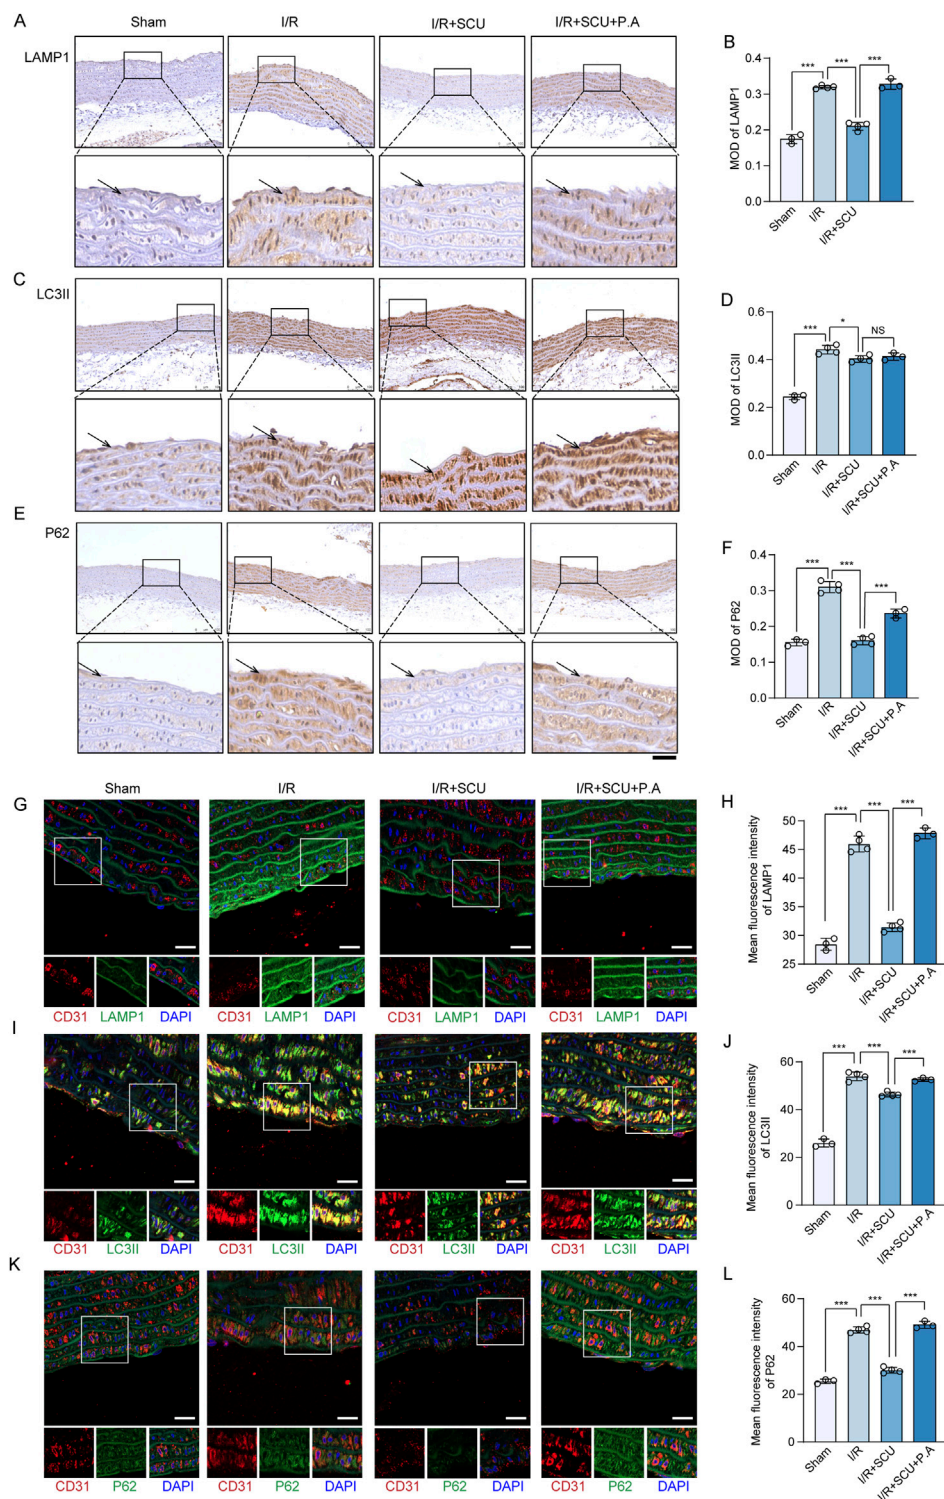 A
Sham
I/R
I/R+SCU
I/R+SCU+P.A
LAMP1
B
MOD of LAMP1
0.4
0.3
0.2
0.1
0.0
*** *** ***
Sham
I/R
I/R+SCU
C
LC3II
D
MOD of LC3II
0.6
0.4
0.2
0.0
*** * NS
Sham
I/R
I/R+SCU
I/R+SCU+P.A
E
P62
F
MOD of P62
0.4
0.3
0.2
0.1
0.0
*** *** ***
Sham
I/R
I/R+SCU
I/R+SCU+P.A
G
Sham
I/R
I/R+SCU
I/R+SCU+P.A
CD31 LAMP1 DAPI
CD31 LAMP1 DAPI
CD31 LAMP1 DAPI
CD31 LAMP1 DAPI
H
Mean fluorescence intensity
of LAMP1
50
45
40
35
30
25
*** *** ***
Sham
I/R
I/R+SCU
I/R+SCU+P.A
I
CD31 LC3II DAPI
CD31 LC3II DAPI
CD31 LC3II DAPI
CD31 LC3II DAPI
J
Mean fluorescence intensity
of LC3II
60
40
20
0
*** *** ***
Sham
I/R
I/R+SCU
I/R+SCU+P.A
K
CD31 P62 DAPI
CD31 P62 DAPI
CD31 P62 DAPI
CD31 P62 DAPI
L
Mean fluorescence intensity
of P62
60
40
20
0
*** *** ***
Sham
I/R
I/R+SCU
I/R+SCU+P.A